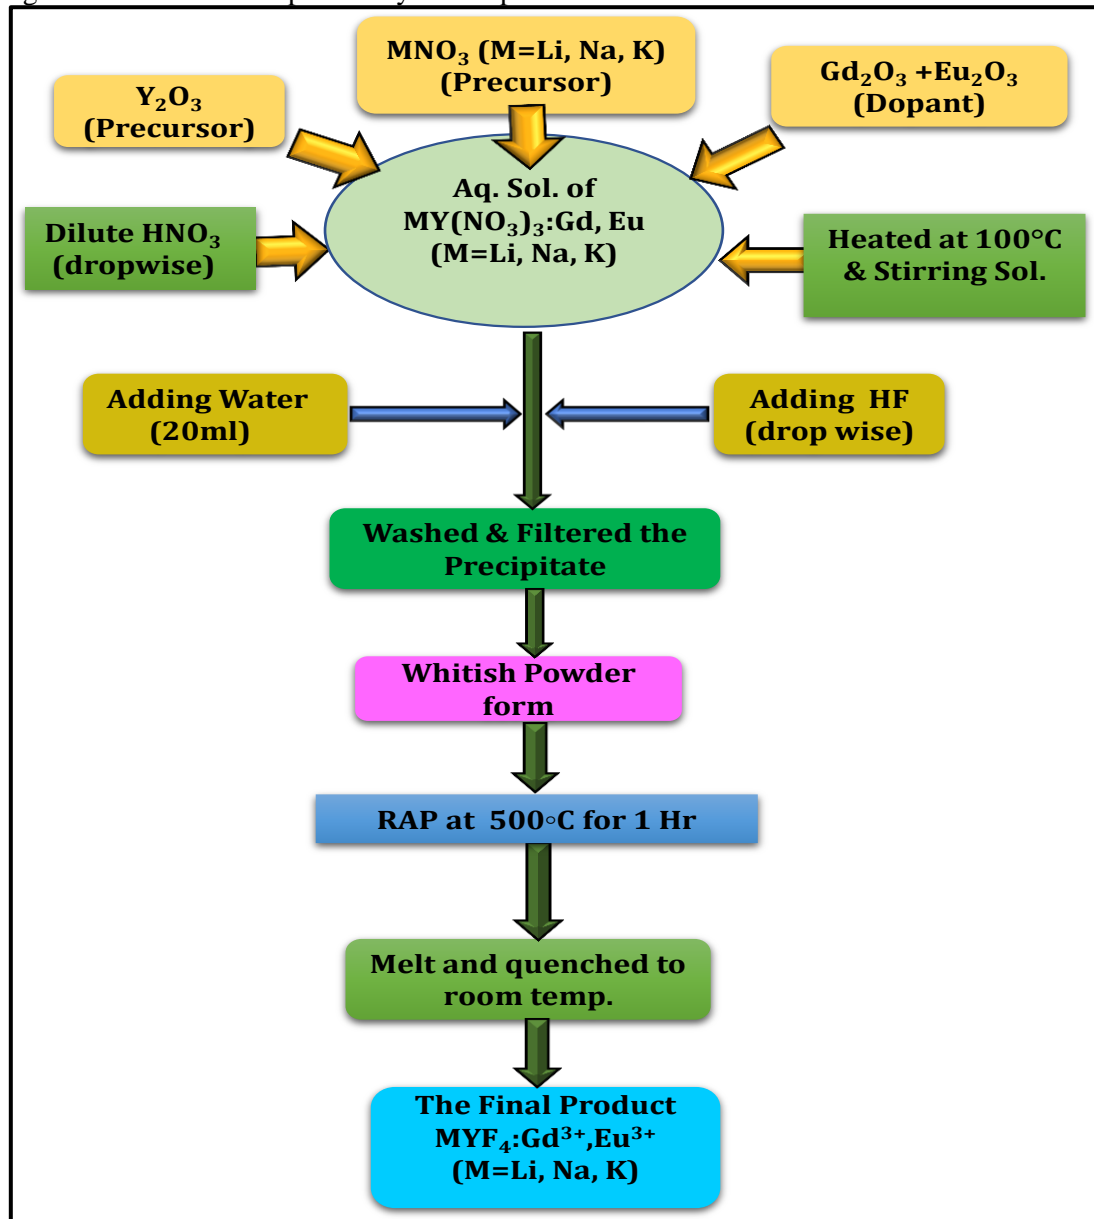 MNO₃ (M=Li, Na, K)
(Precursor)
Gd₂O₃ +Eu₂O₃
(Dopant)
Y₂O₃
(Precursor)
Aq. Sol. of
MY(NO₃)₃:Gd, Eu
(M=Li, Na, K)
Dilute HNO₃
(dropwise)
Heated at 100°C
& Stirring Sol.
Adding Water
(20ml)
Adding HF
(drop wise)
Washed & Filtered the
Precipitate
Whitish Powder
form
RAP at 500◦C for 1 Hr
Melt and quenched to
room temp.
The Final Product
MYF₄:Gd³⁺,Eu³⁺
(M=Li, Na, K)